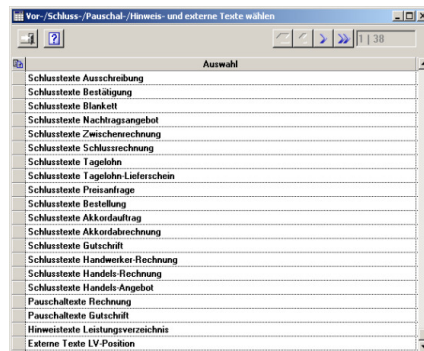 Vor-/Schluss-/Pauschal-/Hinweis- und externe Texte wählen
1 | 38
Auswahl
Schlusstexte Ausschreibung
Schlusstexte Bestätigung
Schlusstexte Blankett
Schlusstexte Nachtragsangebot
Schlusstexte Zwischenrechnung
Schlusstexte Schlussrechnung
Schlusstexte Tagelohn
Schlusstexte Tagelohn-Lieferschein
Schlusstexte Preisanfrage
Schlusstexte Bestellung
Schlusstexte Akkordauftrag
Schlusstexte Akkordabrechnung
Schlusstexte Gutschrift
Schlusstexte Handwerker-Rechnung
Schlusstexte Handels-Rechnung
Schlusstexte Handels-Angebot
Pauschaltexte Rechnung
Pauschaltexte Gutschrift
Hinweistexte Leistungsverzeichnis
Externe Texte LV-Position